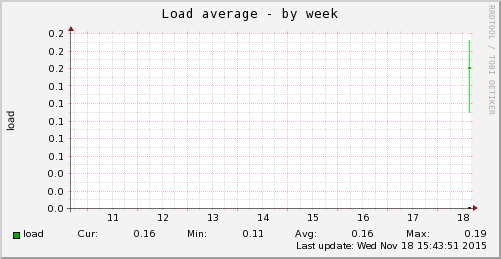 Load average - by week
RRDTOOL / TOBI OETIKER
load
0.2
0.2
0.2
0.1
0.1
0.1
0.1
0.1
0.0
0.0
0.0
11 12 13 14 15 16 17 18
load Cur: 0.16 Min: 0.11 Avg: 0.16 Max: 0.19
Last update: Wed Nov 18 15:43:51 2015